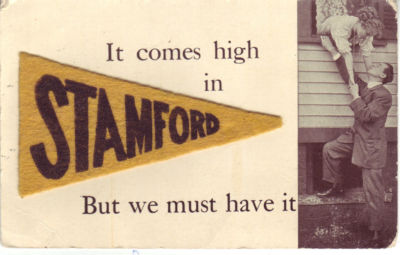 It comes high
in
STAMFORD
But we must have it